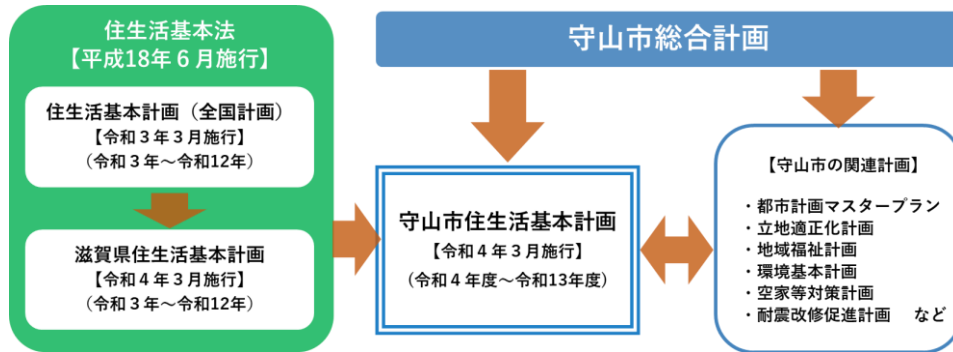 住生活基本法
【平成18年６月施行】
住生活基本計画（全国計画）
【令和３年３月施行】
（令和３年～令和12年）
滋賀県住生活基本計画
【令和４年３月施行】
（令和３年～令和12年）
守山市総合計画
守山市住生活基本計画
【令和４年３月施行】
（令和４年度～令和13年度）
【守山市の関連計画】
・都市計画マスタープラン
・立地適正化計画
・地域福祉計画
・環境基本計画
・空家等対策計画
・耐震改修促進計画　など